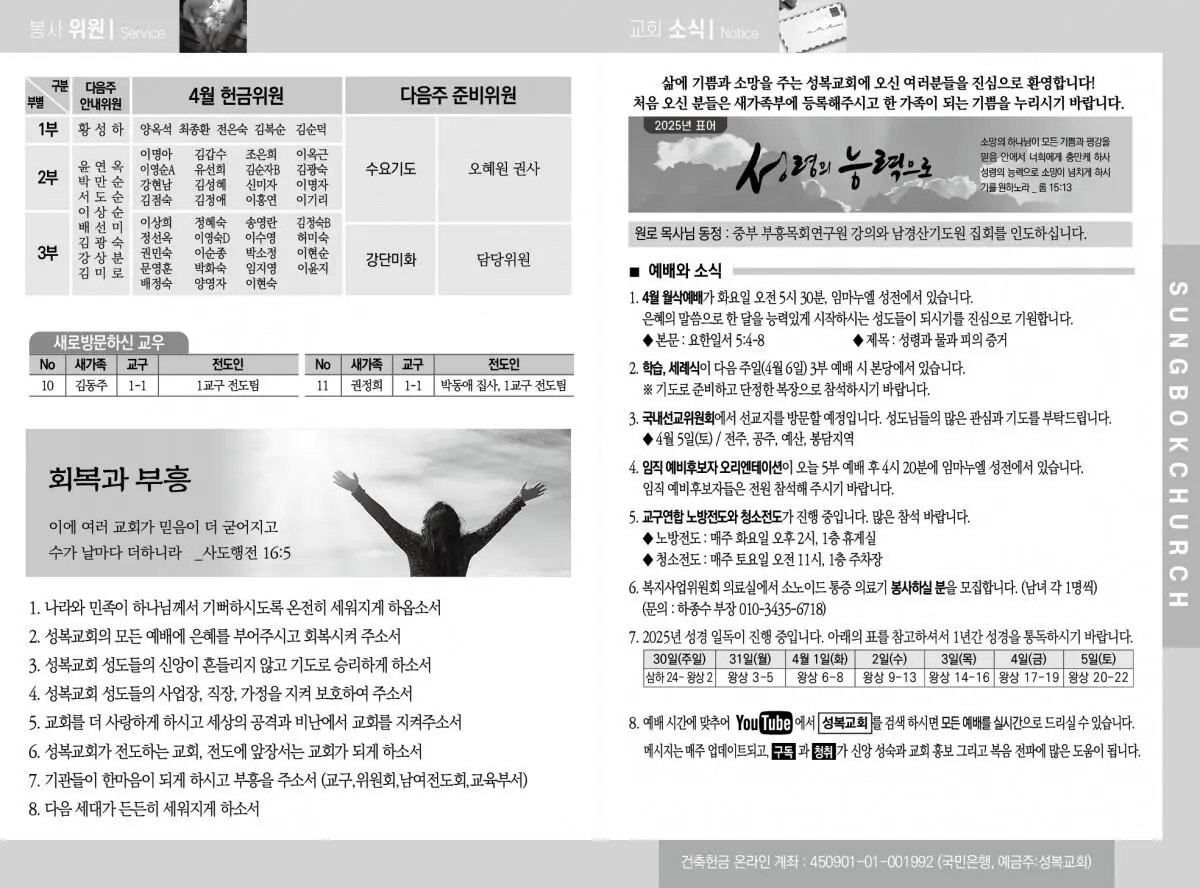 봉사 위원 | Service
구분
부별
다음주
안내위원
4월 헌금위원
다음주 준비위원
1부
황 성 하
양옥석 최종환 전은숙 김복순 김순덕
2부
윤 연 옥
박 만 순
서 도 순
이 상 순
배 선 미
김 광 숙
강 상 분
김 미 로
이명아 김갑수 조은희 이옥근
이영순A 유선희 김순자B 김광숙
강현남 김성혜 신미자 이명자
김점숙 김정애 이홍연 이기리
3부
이상희 정혜숙 송영란 김정숙B
정선옥 이영숙D 이수영 허미숙
권민숙 이순종 박소정 이현순
문영훈 박화숙 임지영 이윤지
배정숙 양영자 이현숙
수요기도
오혜원 권사
강단미화
담당위원
새로방문하신 교우
No 새가족 교구 전도인
10 김동주 1-1 1교구 전도팀
No 새가족 교구 전도인
11 권정희 1-1 박동애 집사, 1교구 전도팀
회복과 부흥
이에 여러 교회가 믿음이 더 굳어지고
수가 날마다 더하니라 _사도행전 16:5
1. 나라와 민족이 하나님께서 기뻐하시도록 온전히 세워지게 하옵소서
2. 성복교회의 모든 예배에 은혜를 부어주시고 회복시켜 주소서
3. 성복교회 성도들의 신앙이 흔들리지 않고 기도로 승리하게 하소서
4. 성복교회 성도들의 사업장, 직장, 가정을 지켜 보호하여 주소서
5. 교회를 더 사랑하게 하시고 세상의 공격과 비난에서 교회를 지켜주소서
6. 성복교회가 전도하는 교회, 전도에 앞장서는 교회가 되게 하소서
7. 기관들이 한마음이 되게 하시고 부흥을 주소서 (교구,위원회,남여전도회,교육부서)
8. 다음 세대가 든든히 세워지게 하소서
교회 소식 | Notice
삶에 기쁨과 소망을 주는 성복교회에 오신 여러분들을 진심으로 환영합니다!
처음 오신 분들은 새가족부에 등록해주시고 한 가족이 되는 기쁨을 누리시기 바랍니다.
2025년 표어
성령의 능력으로
소망의 하나님이 모든 기쁨과 평강을
믿음 안에서 너희에게 충만케 하사
성령의 능력으로 소망이 넘치게 하시
기를 원하노라 _ 롬 15:13
원로 목사님 동정 : 중부 부흥목회연구원 강의와 남경산기도원 집회를 인도하십니다.
■ 예배와 소식
1. 4월 월삭예배가 화요일 오전 5시 30분, 임마누엘 성전에서 있습니다.
은혜의 말씀으로 한 달을 능력있게 시작하시는 성도들이 되시기를 진심으로 기원합니다.
◆ 본문 : 요한일서 5:4-8 ◆ 제목 : 성령과 물과 피의 증거
2. 학습, 세례식이 다음 주일(4월 6일) 3부 예배 시 본당에서 있습니다.
※ 기도로 준비하고 단정한 복장으로 참석하시기 바랍니다.
3. 국내선교위원회에서 선교지를 방문할 예정입니다. 성도님들의 많은 관심과 기도를 부탁드립니다.
◆ 4월 5일(토) / 전주, 공주, 예산, 봉담지역
4. 임직 예비후보자 오리엔테이션이 오늘 5부 예배 후 4시 20분에 임마누엘 성전에서 있습니다.
임직 예비후보자들은 전원 참석해 주시기 바랍니다.
5. 교구연합 노방전도와 청소전도가 진행 중입니다. 많은 참석 바랍니다.
◆ 노방전도 : 매주 화요일 오후 2시, 1층 휴게실
◆ 청소전도 : 매주 토요일 오전 11시, 1층 주차장
6. 복지사업위원회 의료실에서 소노이드 통증 의료기 봉사하실 분을 모집합니다. (남녀 각 1명씩)
(문의 : 하종수 부장 010-3435-6718)
7. 2025년 성경 일독이 진행 중입니다. 아래의 표를 참고하셔서 1년간 성경을 통독하시기 바랍니다.
30일(주일) 31일(월) 4월 1일(화) 2일(수) 3일(목) 4일(금) 5일(토)
삼하 24- 왕상 2 왕상 3-5 왕상 6-8 왕상 9-13 왕상 14-16 왕상 17-19 왕상 20-22
8. 예배 시간에 맞추어 YouTube 에서 성복교회 를 검색 하시면 모든 예배를 실시간으로 드리실 수 있습니다.
메시지는 매주 업데이트되고, 구독 과 청취 가 신앙 성숙과 교회 홍보 그리고 복음 전파에 많은 도움이 됩니다.
SUNGBOKCHURCH
건축헌금 온라인 계좌 : 450901-01-001992 (국민은행, 예금주:성복교회)